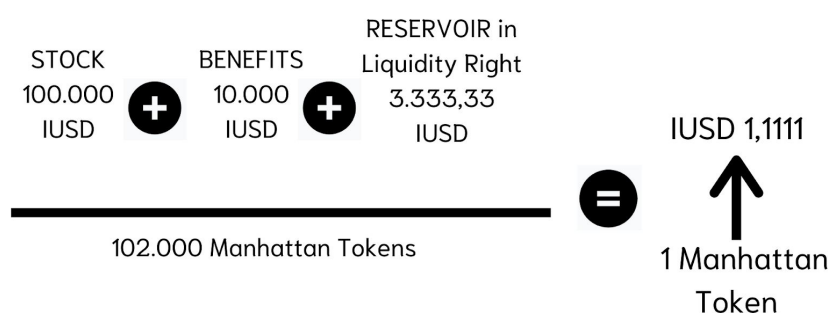 STOCK
100.000
IUSD
+
BENEFITS
10.000
IUSD
+
RESERVOIR in
Liquidity Right
3.333,33
IUSD
102.000 Manhattan Tokens
=
IUSD 1,1111
1 Manhattan
Token